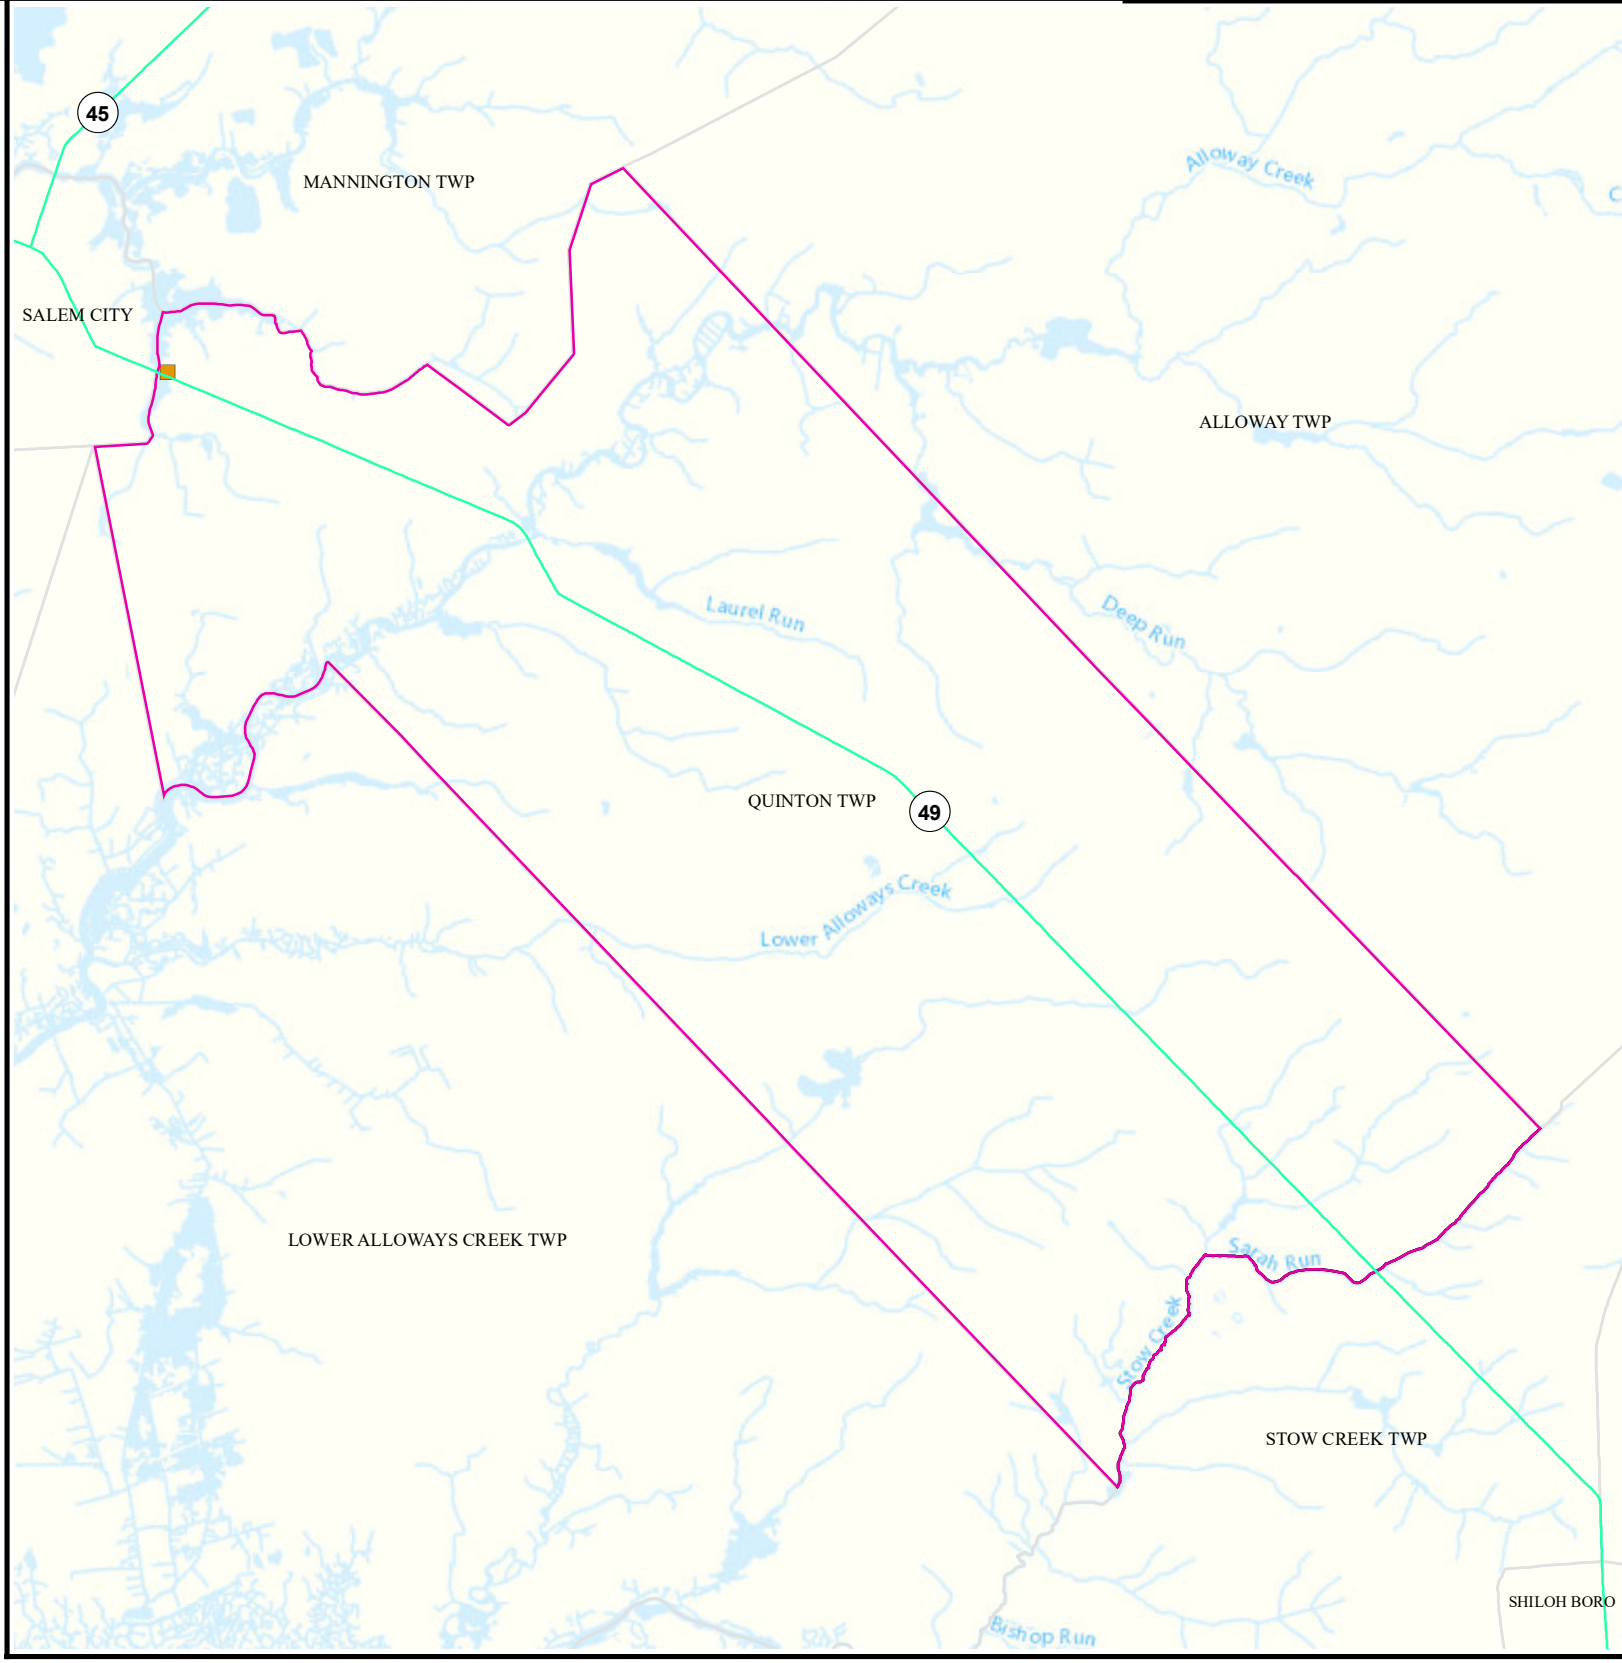 45
MANNINGTON TWP
Alloway Creek
C
SALEM CITY
ALLOWAY TWP
Laurel Run
Deep Run
QUINTON TWP
49
Lower Alloways Creek
LOWER ALLOWAYS CREEK TWP
Sarah Run
Stow Creek
STOW CREEK TWP
SHILOH BORO
Bishop Run